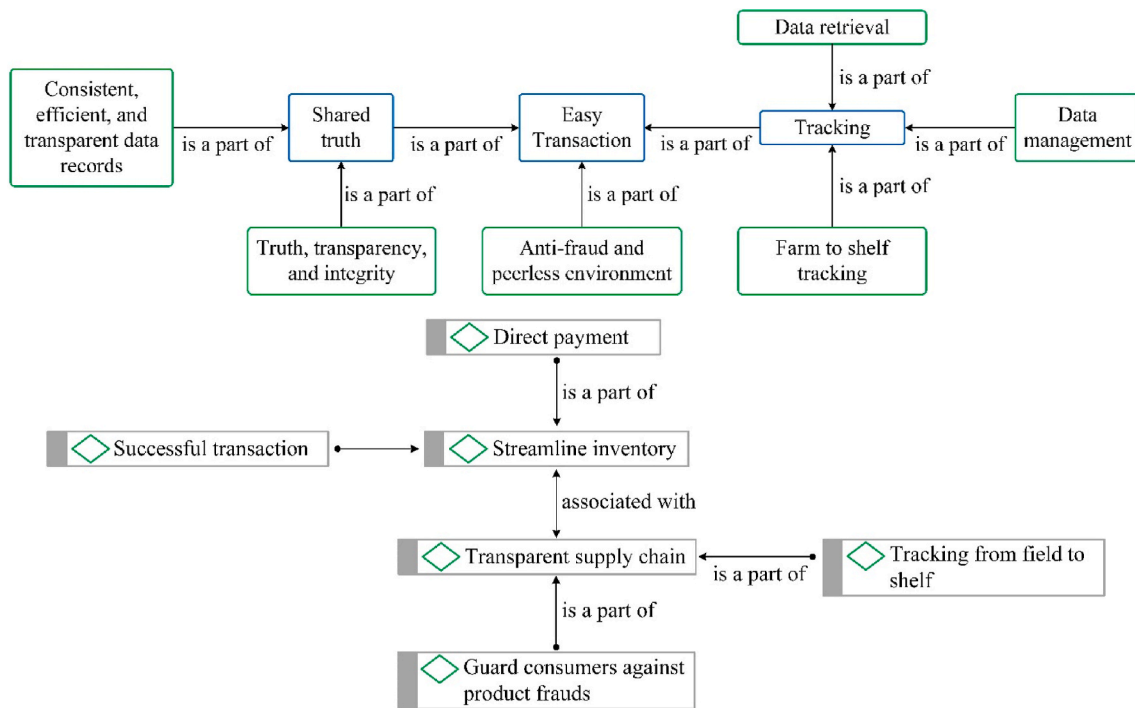 Data retrieval
is a part of
Consistent,
efficient, and
transparent data
records
is a part of
Shared
truth
is a part of
Easy
Transaction
is a part of
Tracking
is a part of
Data
management
is a part of
is a part of
is a part of
Truth, transparency,
and integrity
Anti-fraud and
peerless environment
Farm to shelf
tracking
Direct payment
is a part of
Successful transaction
Streamline inventory
associated with
Transparent supply chain
is a part of
Tracking from field to
shelf
is a part of
Guard consumers against
product frauds